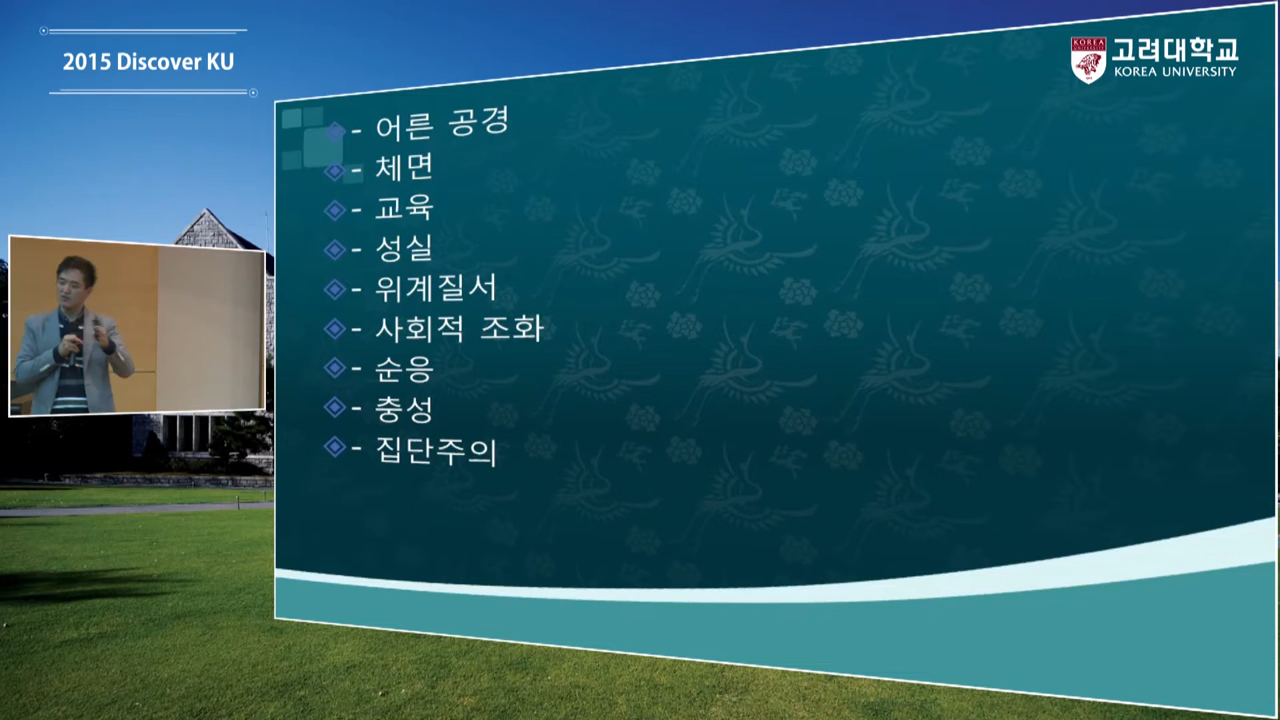 2015 Discover KU
고려대학교
KOREA UNIVERSITY
KOREA
- 어른 공경
- 체면
- 교육
- 성실
- 위계질서
- 사회적 조화
- 순응
- 충성
- 집단주의